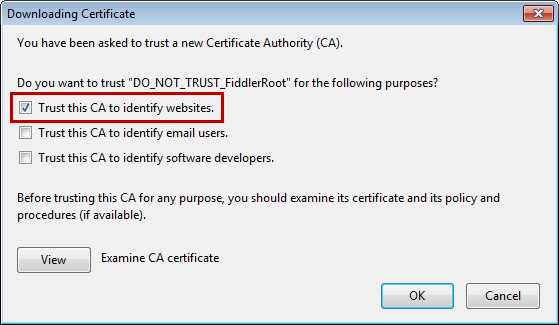 Downloading Certificate
You have been asked to trust a new Certificate Authority (CA).
Do you want to trust "DO_NOT_TRUST_FiddlerRoot" for the following purposes?
Trust this CA to identify websites.
Trust this CA to identify email users.
Trust this CA to identify software developers.
Before trusting this CA for any purpose, you should examine its certificate and its policy and
procedures (if available).
View Examine CA certificate
OK Cancel